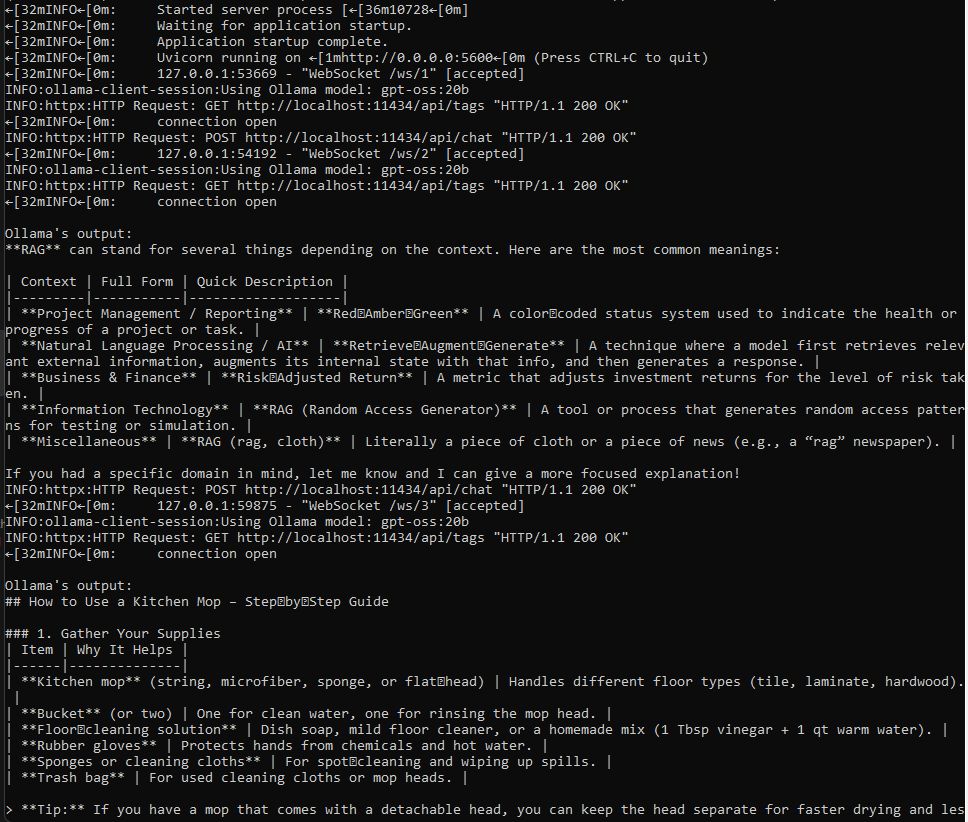 ←[32mINFO←[0m:     Started server process [←[36m10728←[0m]
←[32mINFO←[0m:     Waiting for application startup.
←[32mINFO←[0m:     Application startup complete.
←[32mINFO←[0m:     Uvicorn running on ←[1mhttp://0.0.0.0:5600←[0m (Press CTRL+C to quit)
←[32mINFO←[0m:     127.0.0.1:53669 - "WebSocket /ws/1" [accepted]
INFO:ollama-client-session:Using Ollama model: gpt-oss:20b
INFO:httpx:HTTP Request: GET http://localhost:11434/api/tags "HTTP/1.1 200 OK"
←[32mINFO←[0m:     connection open
INFO:httpx:HTTP Request: POST http://localhost:11434/api/chat "HTTP/1.1 200 OK"
←[32mINFO←[0m:     127.0.0.1:54192 - "WebSocket /ws/2" [accepted]
INFO:ollama-client-session:Using Ollama model: gpt-oss:20b
INFO:httpx:HTTP Request: GET http://localhost:11434/api/tags "HTTP/1.1 200 OK"
←[32mINFO←[0m:     connection open
Ollama's output:
**RAG** can stand for several things depending on the context. Here are the most common meanings:
| Context | Full Form | Quick Description |
|---------|-----------|-------------------|
| **Project Management / Reporting** | **Red⍰Amber⍰Green** | A color⍰coded status system used to indicate the health or
progress of a project or task. |
| **Natural Language Processing / AI** | **Retrieve⍰Augment⍰Generate** | A technique where a model first retrieves relev
ant external information, augments its internal state with that info, and then generates a response. |
| **Business & Finance** | **Risk⍰Adjusted Return** | A metric that adjusts investment returns for the level of risk tak
en. |
| **Information Technology** | **RAG (Random Access Generator)** | A tool or process that generates random access patter
ns for testing or simulation. |
| **Miscellaneous** | **RAG (rag, cloth)** | Literally a piece of cloth or a piece of news (e.g., a “rag” newspaper). |
If you had a specific domain in mind, let me know and I can give a more focused explanation!
INFO:httpx:HTTP Request: POST http://localhost:11434/api/chat "HTTP/1.1 200 OK"
←[32mINFO←[0m:     127.0.0.1:59875 - "WebSocket /ws/3" [accepted]
INFO:ollama-client-session:Using Ollama model: gpt-oss:20b
INFO:httpx:HTTP Request: GET http://localhost:11434/api/tags "HTTP/1.1 200 OK"
←[32mINFO←[0m:     connection open
Ollama's output:
## How to Use a Kitchen Mop – Step⍰by⍰Step Guide
### 1. Gather Your Supplies
| Item | Why It Helps |
|------|--------------|
| **Kitchen mop** (string, microfiber, sponge, or flat⍰head) | Handles different floor types (tile, laminate, hardwood).
|
| **Bucket** (or two) | One for clean water, one for rinsing the mop head. |
| **Floor⍰cleaning solution** | Dish soap, mild floor cleaner, or a homemade mix (1 Tbsp vinegar + 1 qt warm water). |
| **Rubber gloves** | Protects hands from chemicals and hot water. |
| **Sponges or cleaning cloths** | For spot⍰cleaning and wiping up spills. |
| **Trash bag** | For used cleaning cloths or mop heads. |
> **Tip:** If you have a mop that comes with a detachable head, you can keep the head separate for faster drying and les